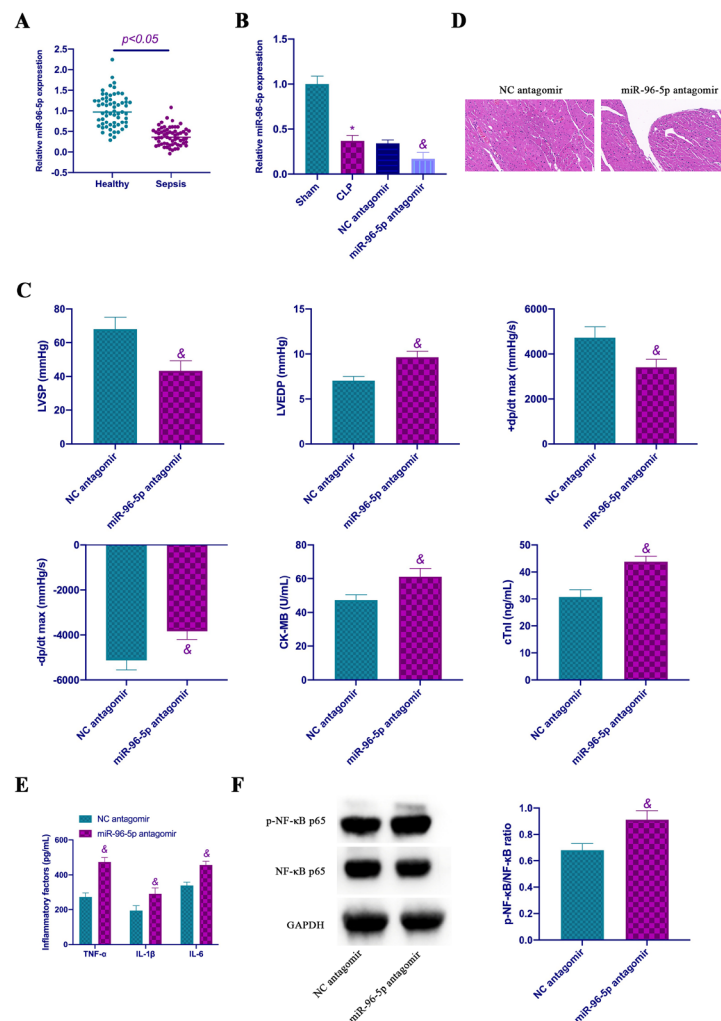 A
p<0.05
Relative miR-96-5p expresstion
2.5
2.0
1.5
1.0
0.5
0.0
-0.5
Healthy
Sepsis
B
Relative miR-96-5p expresstion
1.5
1.0
0.5
0.0
*
&
Sham
CLP
NC antagomir
miR-96-5p antagomir
D
NC antagomir
miR-96-5p antagomir
C
LVSP (mmHg)
80
60
40
20
0
&
NC antagomir
miR-96-5p antagomir
LVEDP (mmHg)
15
10
5
0
&
NC antagomir
miR-96-5p antagomir
+dp/dt max (mmHg/s)
6000
4000
2000
0
&
NC antagomir
miR-96-5p antagomir
-dp/dt max (mmHg/s)
0
-2000
-4000
-6000
&
NC antagomir
miR-96-5p antagomir
CK-MB (U/mL)
80
60
40
20
0
&
NC antagomir
miR-96-5p antagomir
cTnI (ng/mL)
50
40
30
20
10
0
&
NC antagomir
miR-96-5p antagomir
E
NC antagomir
miR-96-5p antagomir
Inflammatory factors (pg/mL)
600
400
200
0
&
&
&
TNF-α
IL-1β
IL-6
F
p-NF-κB p65
NF-κB p65
GAPDH
NC antagomir
miR-96-5p antagomir
p-NF-κB/NF-κB ratio
1.0
0.8
0.6
0.4
0.2
0.0
&
NC antagomir
miR-96-5p antagomir